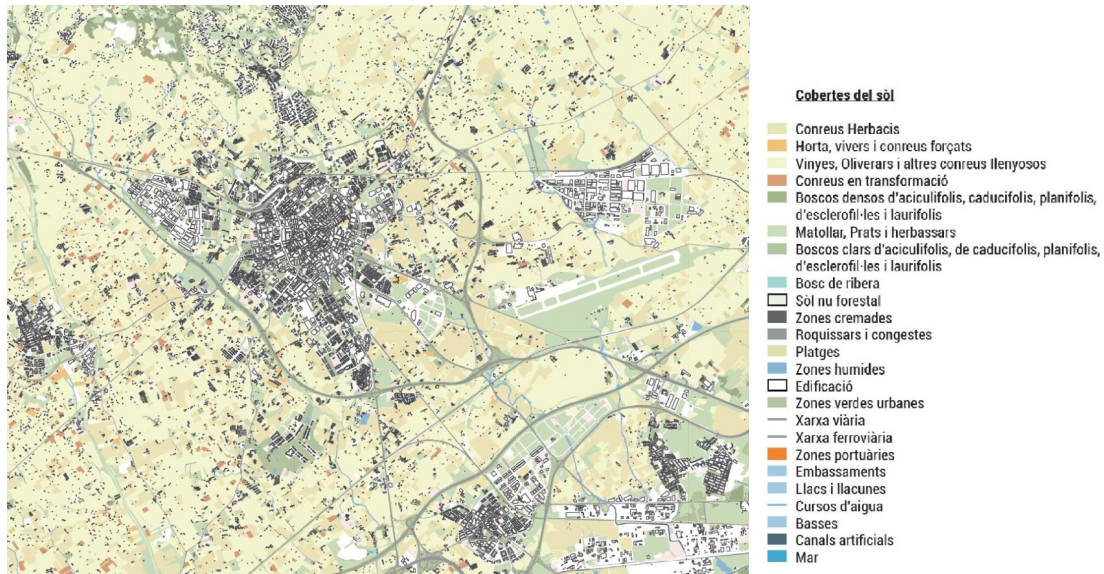 Cobertes del sòl
Conreus Herbacis
Horta, vivers i conreus forçats
Vinyes, Oliverars i altres conreus llenyosos
Conreus en transformació
Boscos densos d'aciculifolis, caducifolis, planifolis,
d'esclerofil·les i laurifolis
Matollar, Prats i herbassars
Boscos clars d'aciculifolis, de caducifolis, planifolis,
d'esclerofil·les i laurifolis
Bosc de ribera
Sòl nu forestal
Zones cremades
Roquissars i congestes
Platges
Zones humides
Edificació
Zones verdes urbanes
Xarxa viària
Xarxa ferroviària
Zones portuàries
Embassaments
Llacs i llacunes
Cursos d'aigua
Basses
Canals artificials
Mar